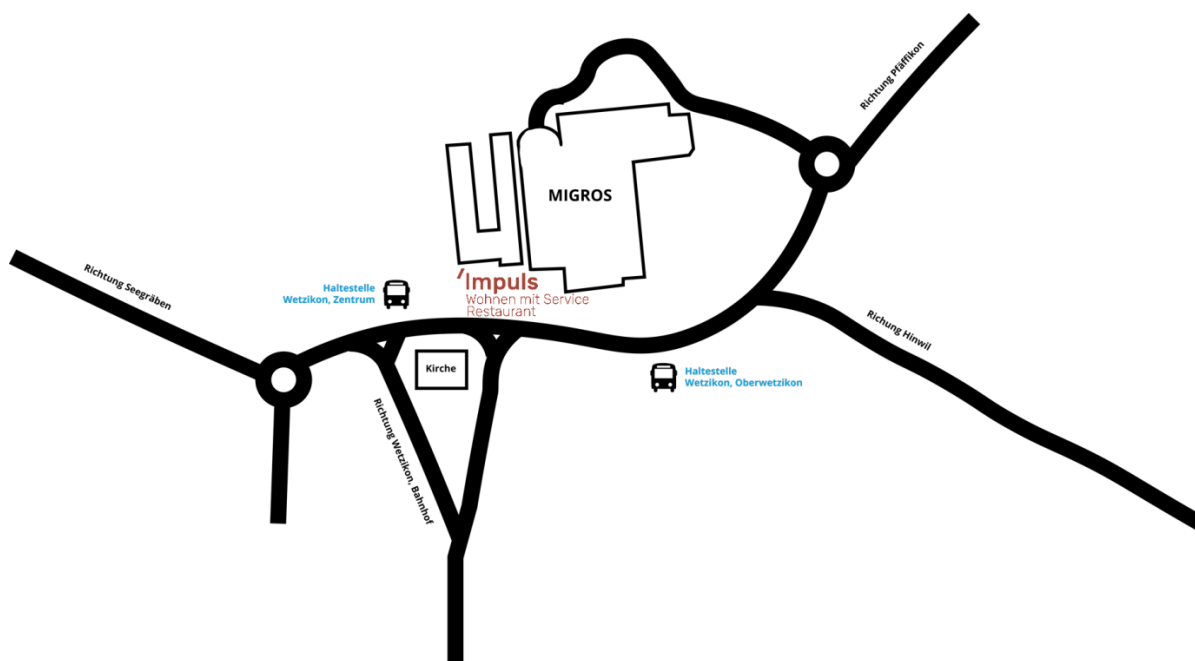 Richtung Pfäffikon
MIGROS
Richtung Seegräben
Haltestelle
Wetzikon, Zentrum
'Impuls
Wohnen mit Service
Restaurant
Richung Hinwil
Kirche
Haltestelle
Wetzikon, Oberwetzikon
Richtung Wetzikon, Bahnhof